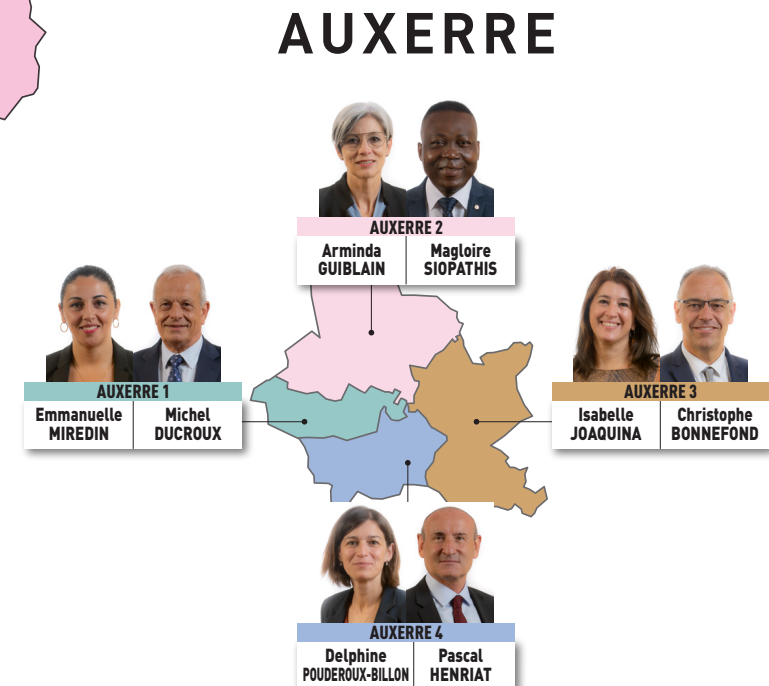 AUXERRE
AUXERRE 2
Arminda
GUIBLAIN
Magloire
SIOPATHIS
AUXERRE 1
Emmanuelle
MIREDIN
Michel
DUCROUX
AUXERRE 3
Isabelle
JOAQUINA
Christophe
BONNEFOND
AUXERRE 4
Delphine
POUDEROUX-BILLON
Pascal
HENRIAT